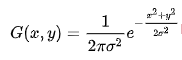 G(x, y) = \frac{1}{2\pi\sigma^2} e^{-\frac{x^2+y^2}{2\sigma^2}}